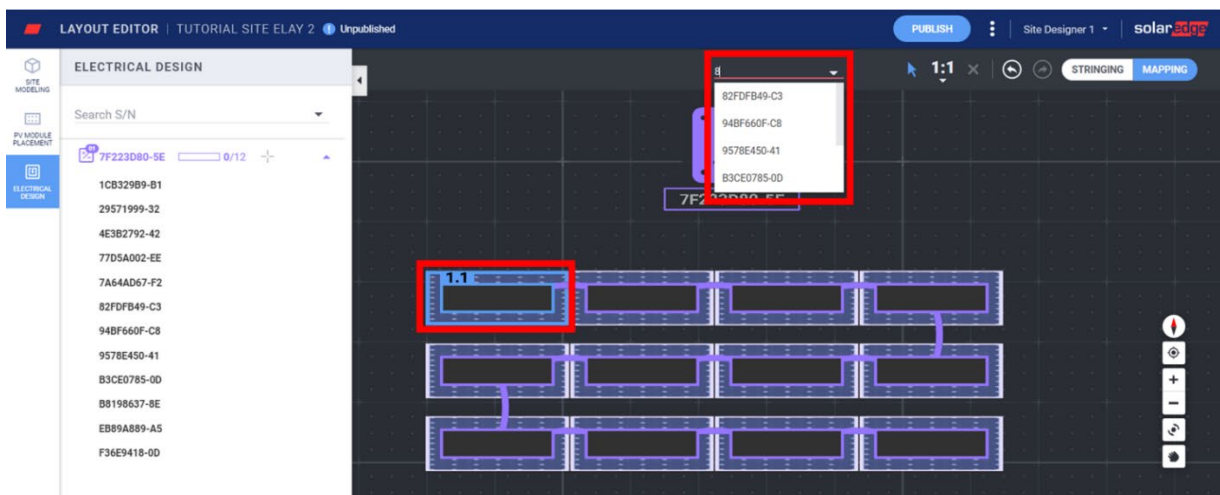 LAYOUT EDITOR | TUTORIAL SITE ELAY 2 Unpublished
PUBLISH
Site Designer 1
solaredge
SITE
MODELING
PV MODULE
PLACEMENT
ELECTRICAL
DESIGN
ELECTRICAL DESIGN
Search S/N
01
7F223D80-5E 0/12
1CB329B9-B1
29571999-32
4E3B2792-42
77D5A002-EE
7A64AD67-F2
82FDFB49-C3
94BF660F-C8
9578E450-41
B3CE0785-0D
B8198637-8E
EB89A889-A5
F36E9418-0D
8
82FDFB49-C3
94BF660F-C8
9578E450-41
B3CE0785-0D
1:1
STRINGING MAPPING
7F223D80-5E
1.1